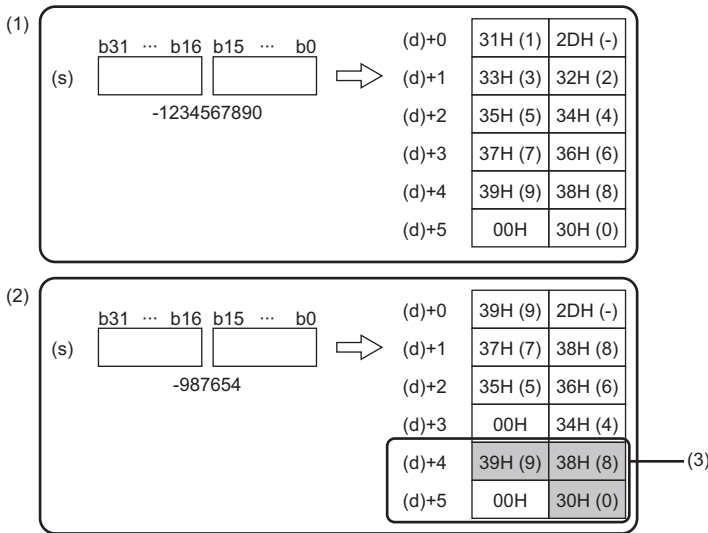 (1)
b31 ··· b16 b15 ··· b0
(s)
-1234567890
(d)+0 31H (1) 2DH (-)
(d)+1 33H (3) 32H (2)
(d)+2 35H (5) 34H (4)
(d)+3 37H (7) 36H (6)
(d)+4 39H (9) 38H (8)
(d)+5 00H 30H (0)
(2)
b31 ··· b16 b15 ··· b0
(s)
-987654
(d)+0 39H (9) 2DH (-)
(d)+1 37H (7) 38H (8)
(d)+2 35H (5) 36H (6)
(d)+3 00H 34H (4)
(d)+4 39H (9) 38H (8) (3)
(d)+5 00H 30H (0)